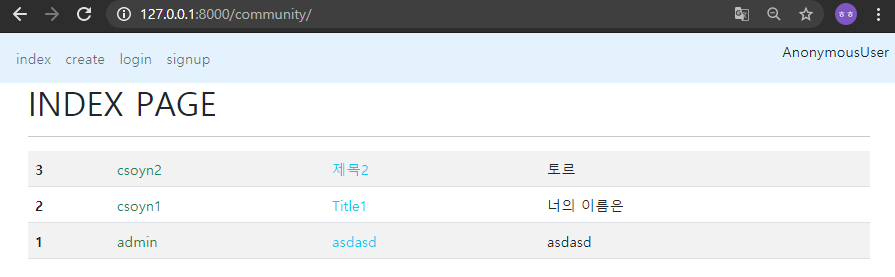 127.0.0.1:8000/community/
ㅎㅎ
index create login signup AnonymousUser
INDEX PAGE
3 csoyn2 제목2 토르
2 csoyn1 Title1 너의 이름은
1 admin asdasd asdasd